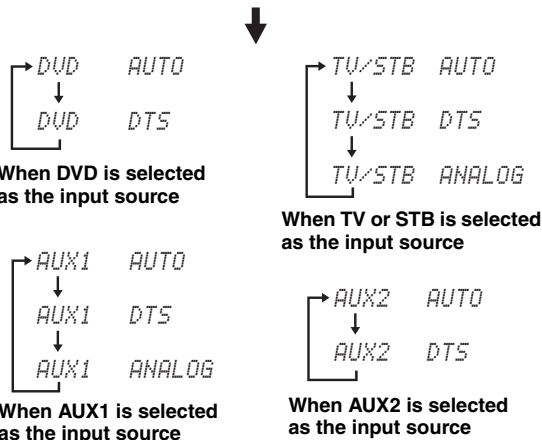 DVD AUTO
DVD DTS
When DVD is selected
as the input source
TV/STB AUTO
TV/STB DTS
TV/STB ANALOG
When TV or STB is selected
as the input source
AUX1 AUTO
AUX1 DTS
AUX1 ANALOG
When AUX1 is selected
as the input source
AUX2 AUTO
AUX2 DTS
When AUX2 is selected
as the input source